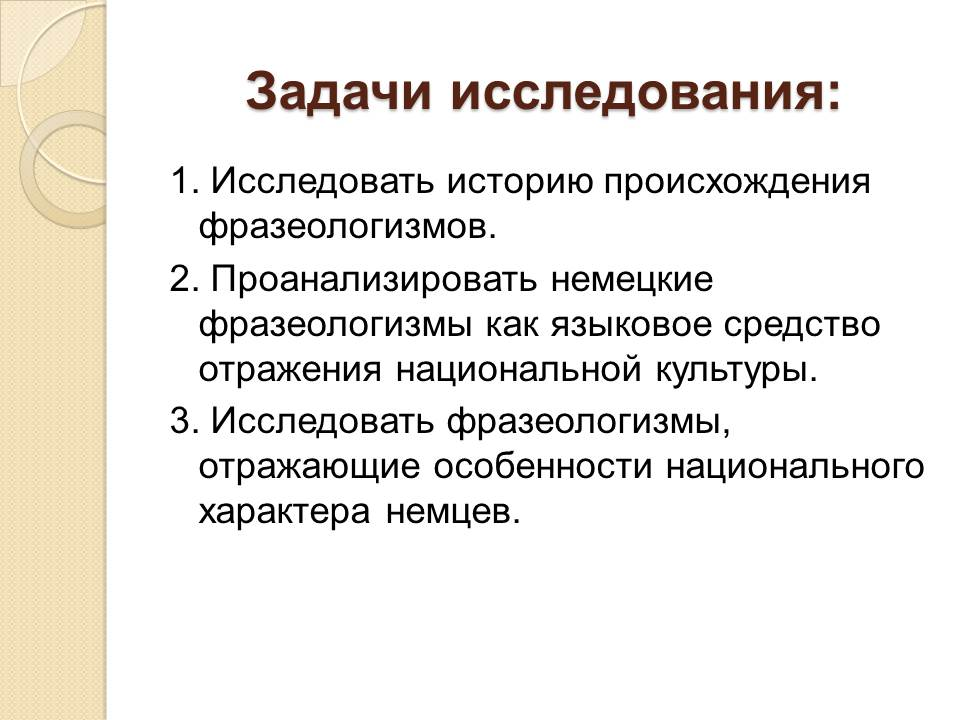 Задачи исследования:
1. Исследовать историю происхождения
фразеологизмов.
2. Проанализировать немецкие
фразеологизмы как языковое средство
отражения национальной культуры.
3. Исследовать фразеологизмы,
отражающие особенности национального
характера немцев.